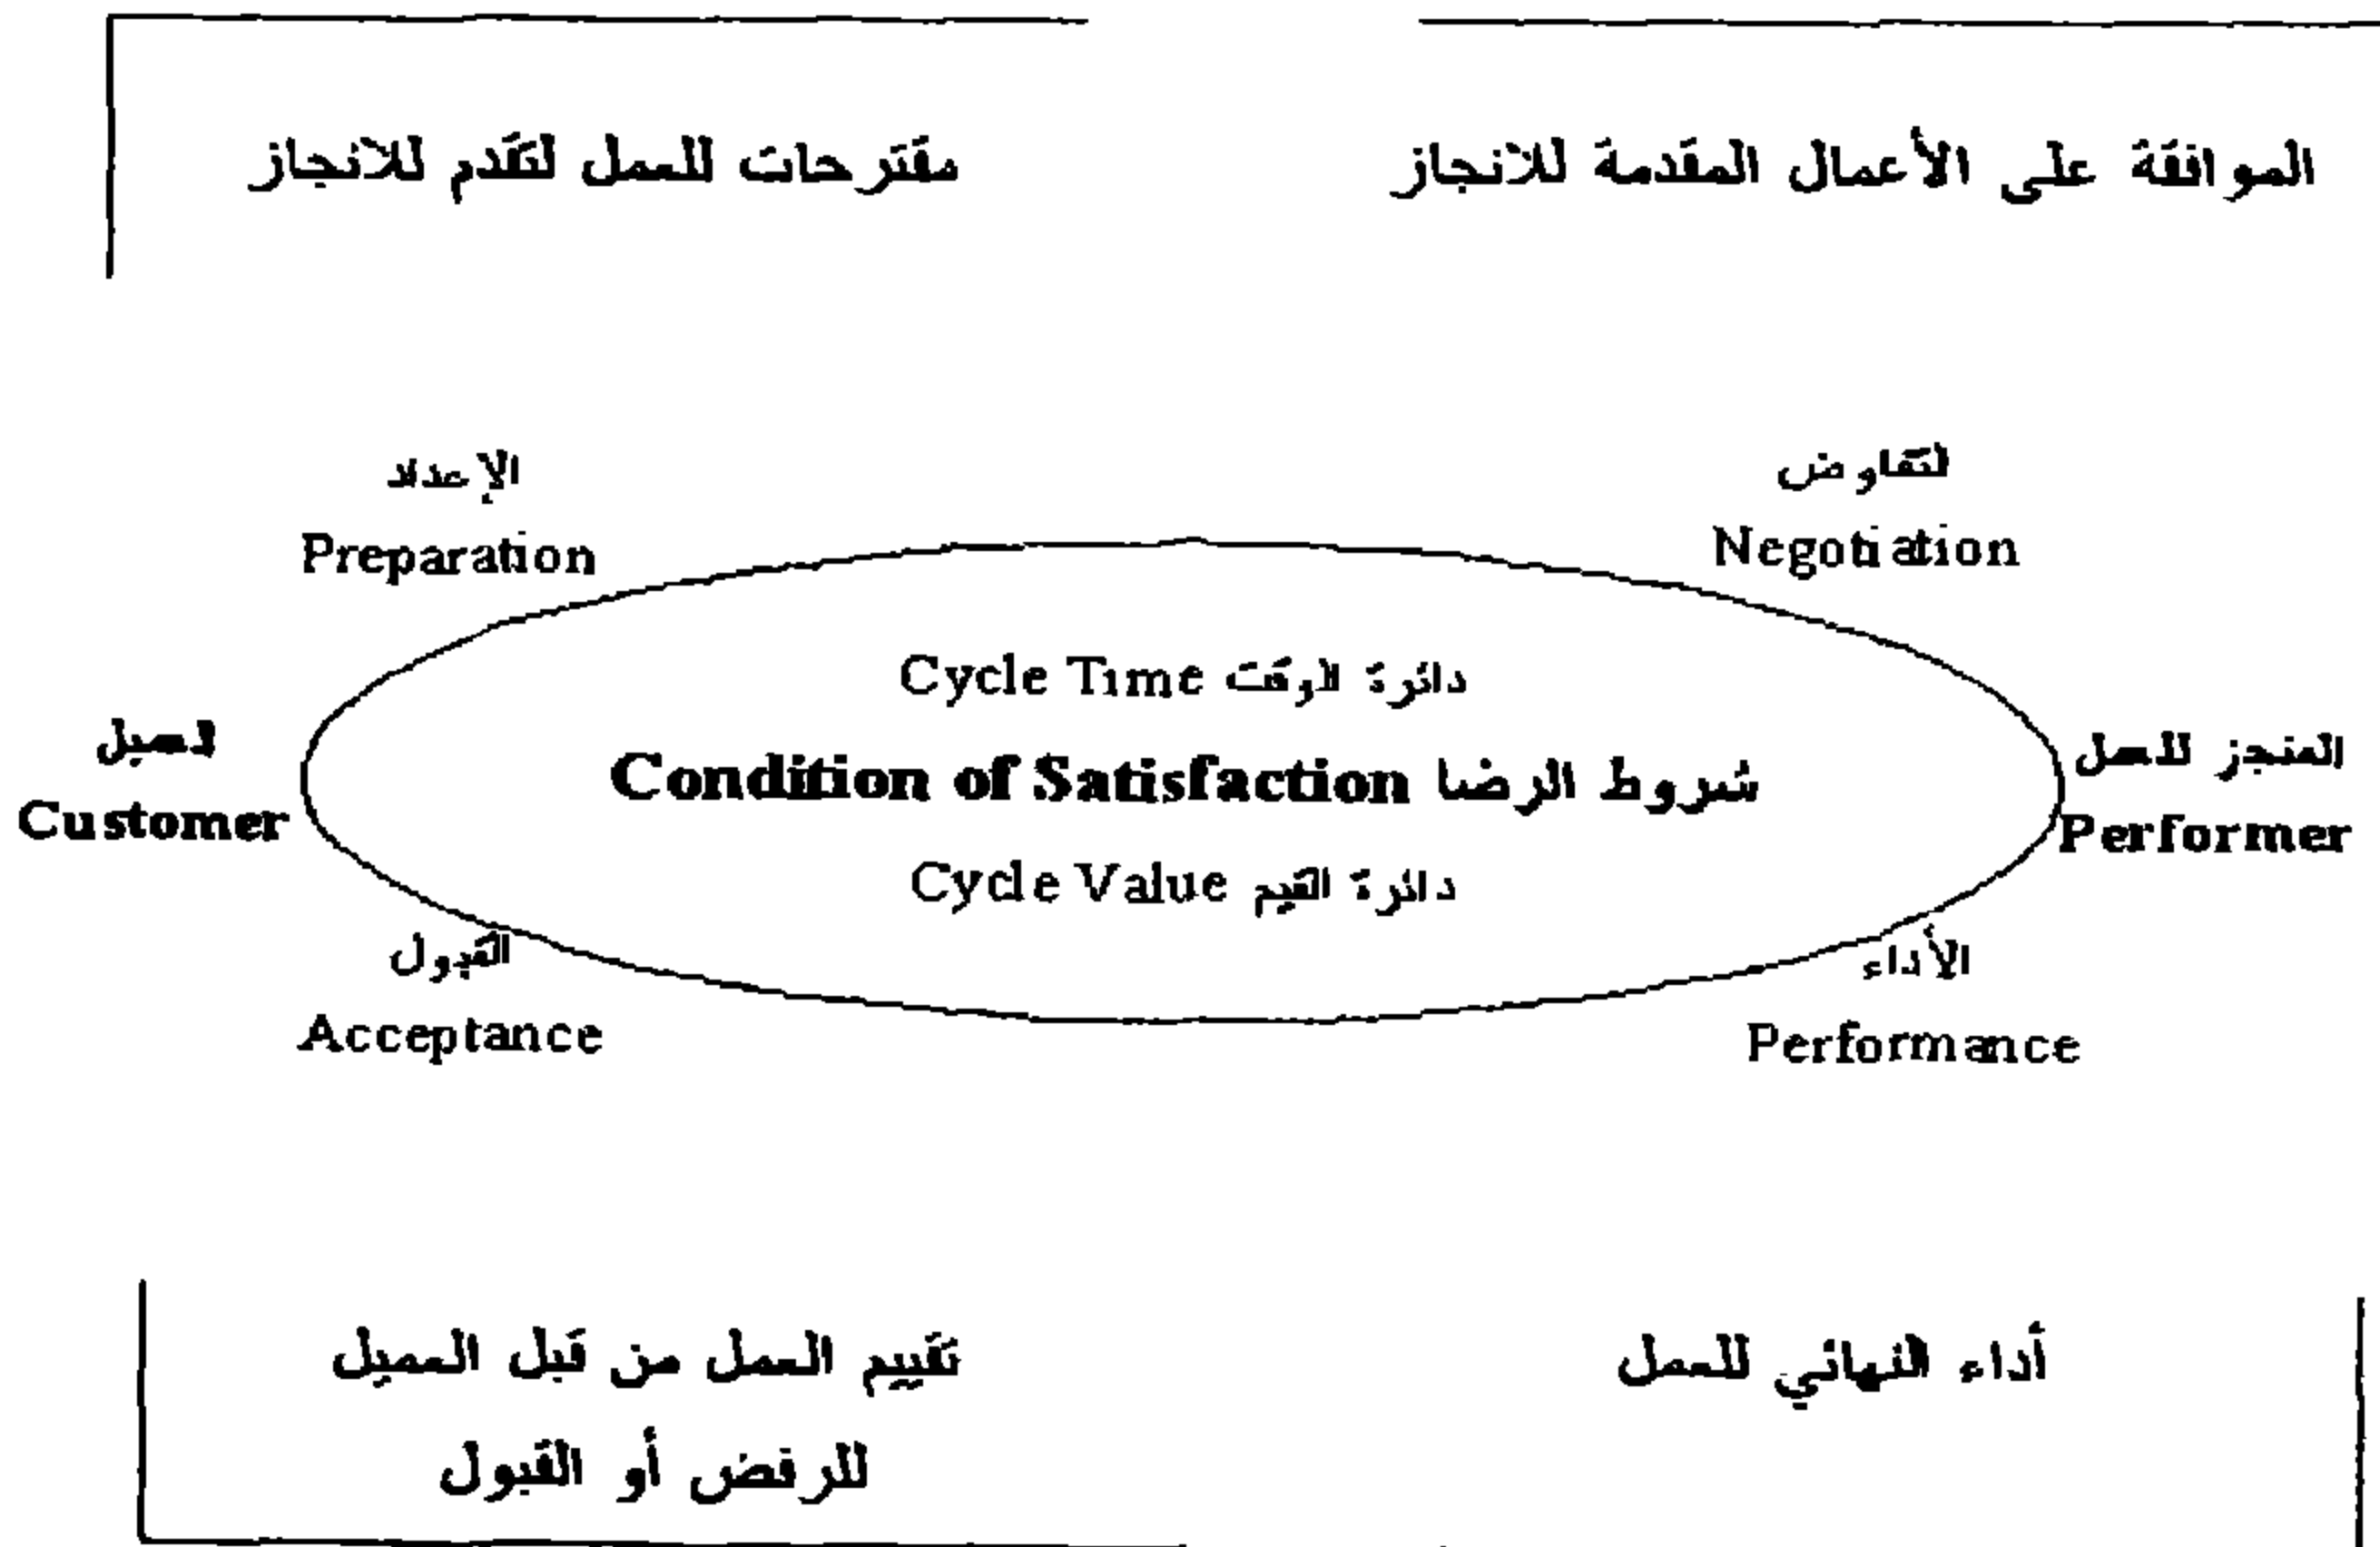 الموافقة على الأعمال المقدمة للانجاز
مقترحات للعمل لتقدم للانجاز
التفاوض
Negotiation
الإعداد
Preparation
Cycle Time دائرة الوقت
Condition of Satisfaction شروط الرضا
Cycle Value دائرة القيم
المنجز للعمل
Performer
العميل
Customer
الأداء
Performance
القبول
Acceptance
أداء النهائي للعمل
تقييم العمل من قبل العميل
للرفض أو القبول